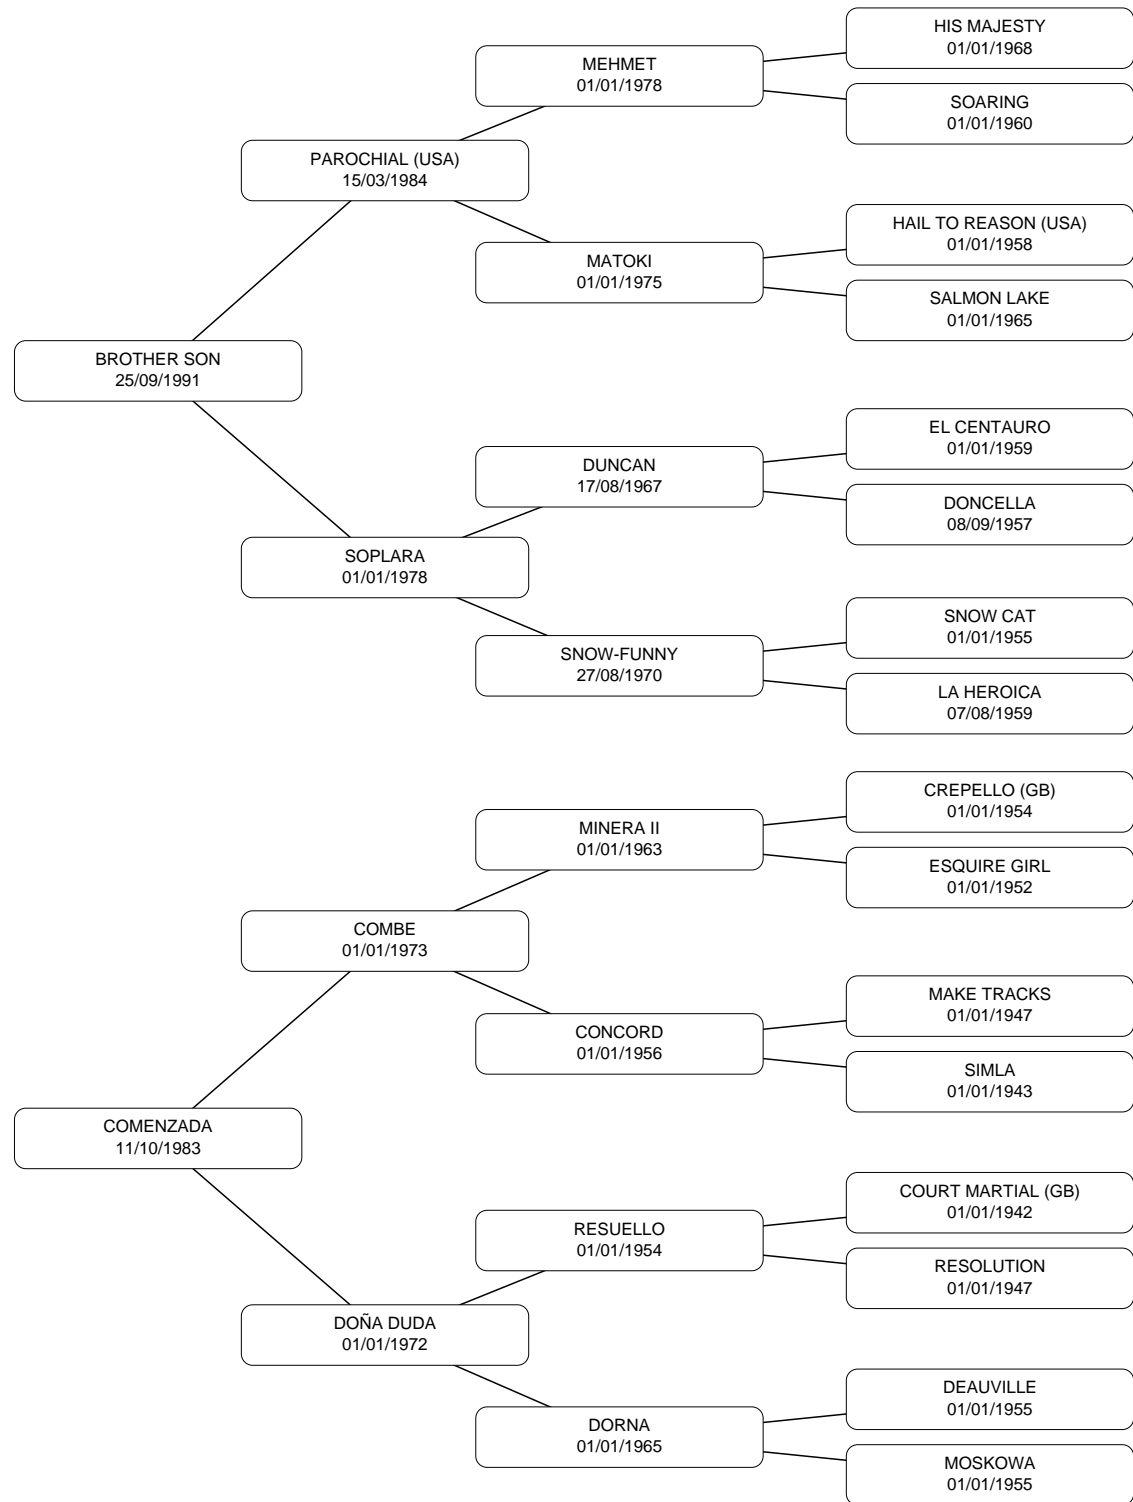 HIS MAJESTY
01/01/1968
MEHMET
01/01/1978
SOARING
01/01/1960
PAROCHIAL (USA)
15/03/1984
HAIL TO REASON (USA)
01/01/1958
MATOKI
01/01/1975
SALMON LAKE
01/01/1965
BROTHER SON
25/09/1991
EL CENTAURO
01/01/1959
DUNCAN
17/08/1967
DONCELLA
08/09/1957
SOPLARA
01/01/1978
SNOW CAT
01/01/1955
SNOW-FUNNY
27/08/1970
LA HEROICA
07/08/1959
CREPELLO (GB)
01/01/1954
MINERA II
01/01/1963
ESQUIRE GIRL
01/01/1952
COMBE
01/01/1973
MAKE TRACKS
01/01/1947
CONCORD
01/01/1956
SIMLA
01/01/1943
COMENZADA
11/10/1983
COURT MARTIAL (GB)
01/01/1942
RESUELLO
01/01/1954
RESOLUTION
01/01/1947
DOÑA DUDA
01/01/1972
DEAUVILLE
01/01/1955
DORNA
01/01/1965
MOSKOWA
01/01/1955